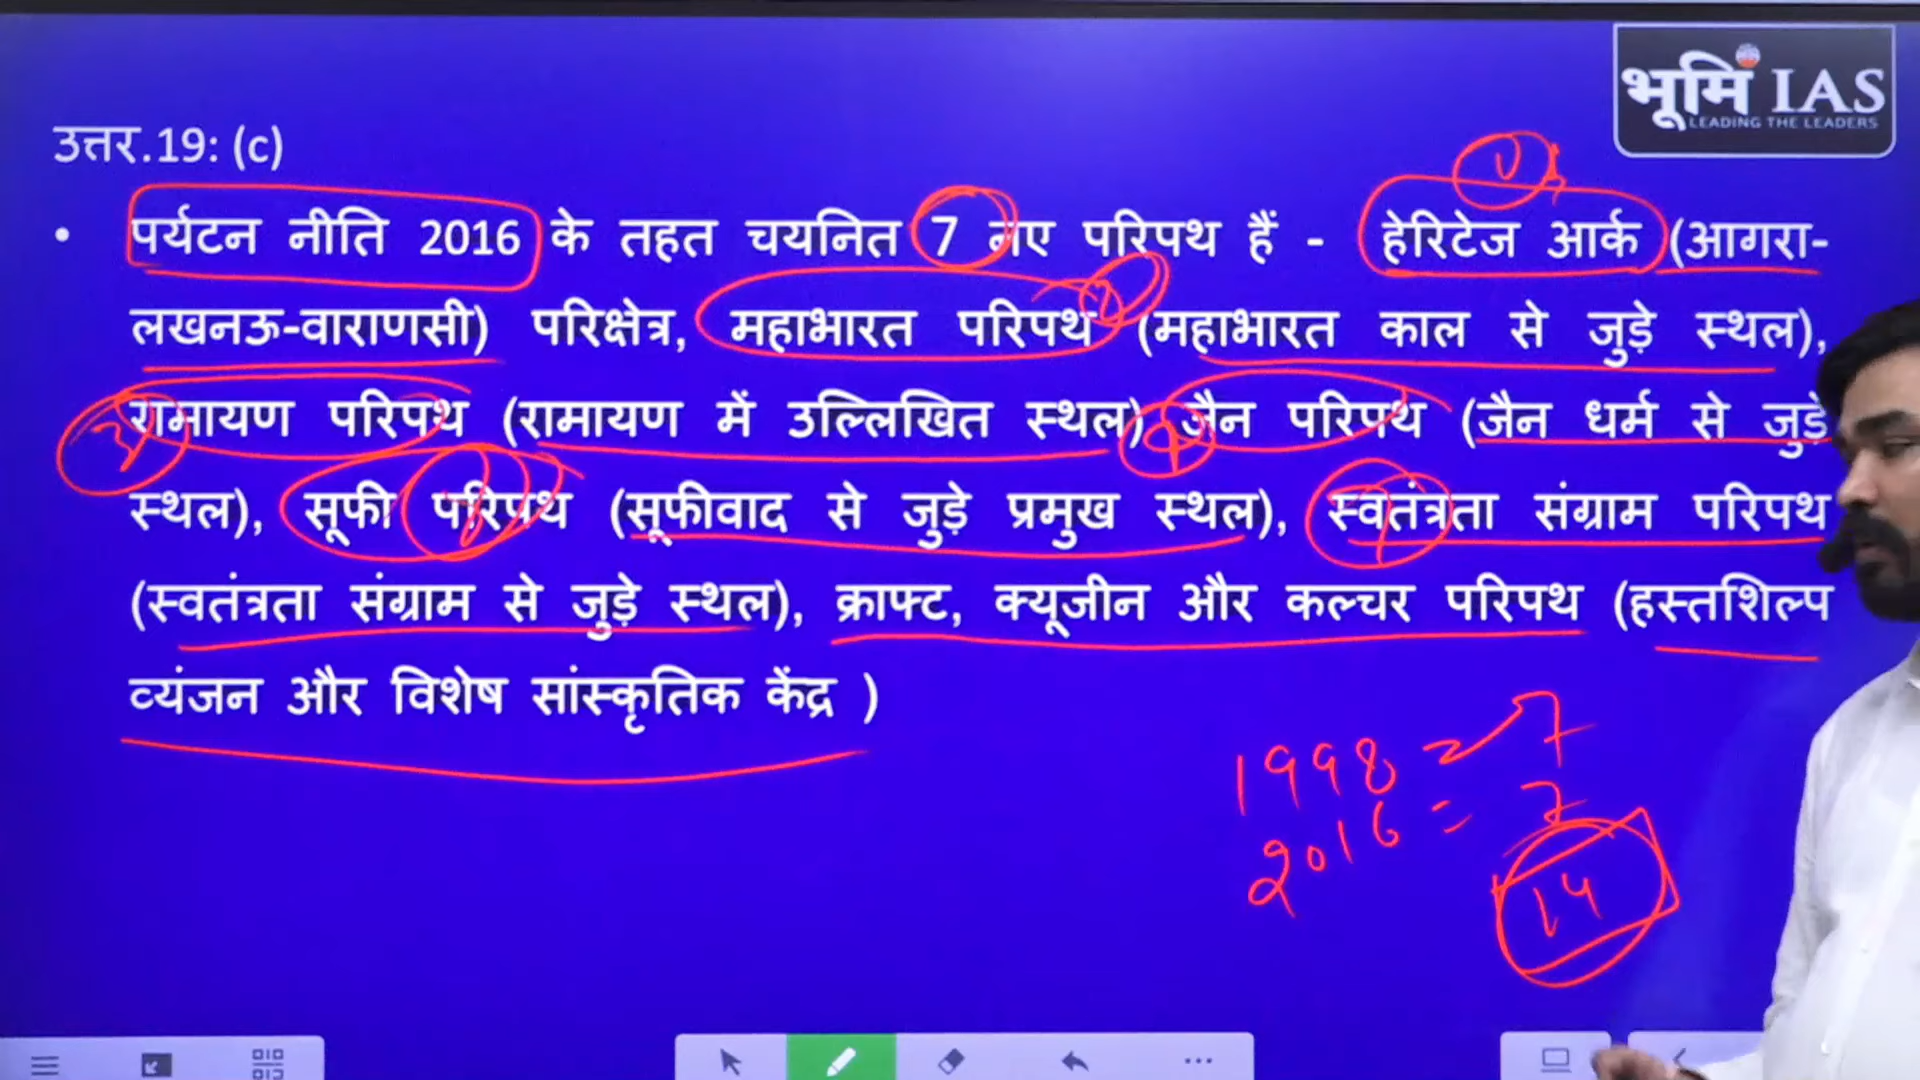 भूमि IAS
LEADING THE LEADERS
उत्तर.19: (c)
• पर्यटन नीति 2016 के तहत चयनित 7 नए परिपथ हैं - हेरिटेज आर्क (आगरा-
लखनऊ-वाराणसी) परिक्षेत्र, महाभारत परिपथ (महाभारत काल से जुड़े स्थल),
रामायण परिपथ (रामायण में उल्लिखित स्थल) जैन परिपथ (जैन धर्म से जुड़े
स्थल), सूफी परिपथ (सूफीवाद से जुड़े प्रमुख स्थल), स्वतंत्रता संग्राम परिपथ
(स्वतंत्रता संग्राम से जुड़े स्थल), क्राफ्ट, क्यूजीन और कल्चर परिपथ (हस्तशिल्प
व्यंजन और विशेष सांस्कृतिक केंद्र )
1998 = 7
2016 = 7
14